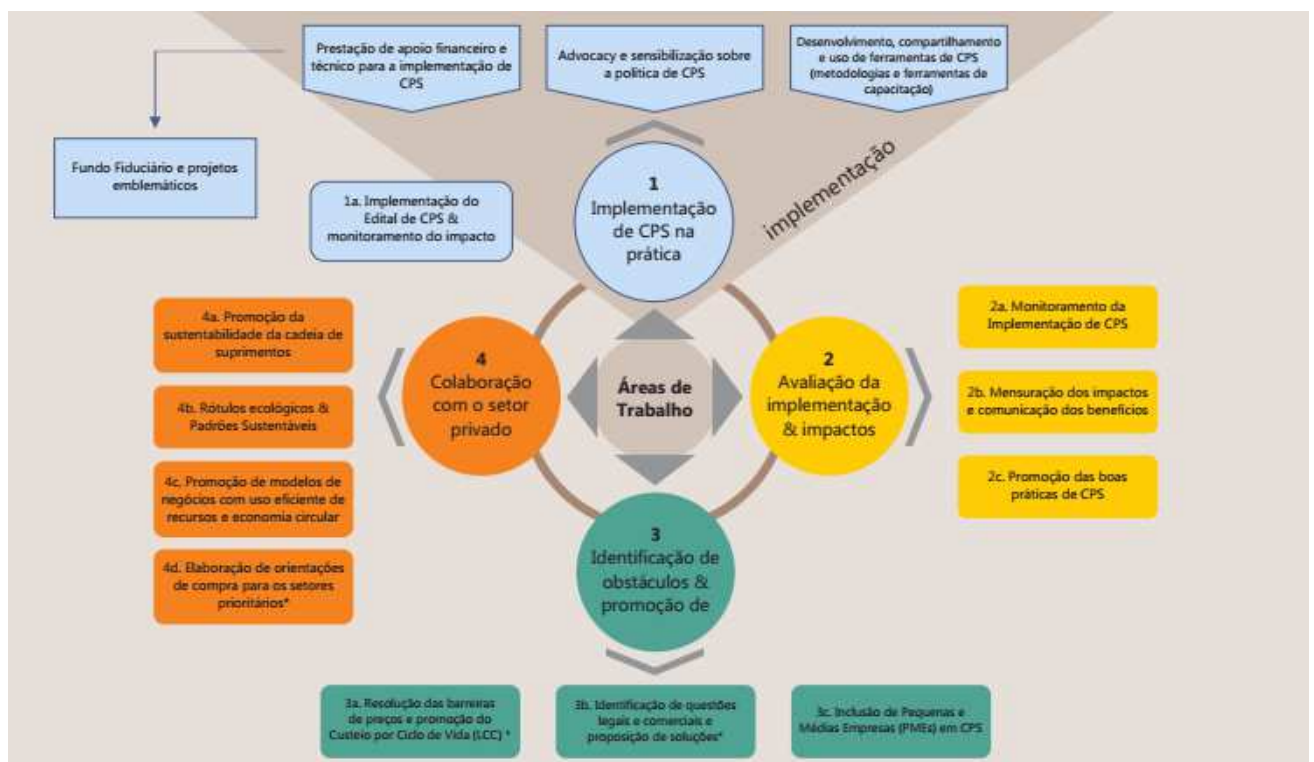 Prestação de apoio financeiro e
técnico para a implementação de
CPS
Advocacy e sensibilização sobre
a política de CPS
Desenvolvimento, compartilhamento
e uso de ferramentas de CPS
(metodologias e ferramentas de
capacitação)
Fundo Fiduciário e projetos
emblemáticos
1a. Implementação do
Edital de CPS &
monitoramento do impacto
1
Implementação
de CPS na
prática
implementação
4a. Promoção da
sustentabilidade da cadeia de
suprimentos
4b. Rótulos ecológicos &
Padrões Sustentáveis
4c. Promoção de modelos de
negócios com uso eficiente de
recursos e economia circular
4d. Elaboração de orientações
de compra para os setores
prioritários*
4
Colaboração
com o setor
privado
Áreas de
Trabalho
2
Avaliação da
implementação
& impactos
2a. Monitoramento da
Implementação de CPS
2b. Mensuração dos impactos
e comunicação dos benefícios
2c. Promoção das boas
práticas de CPS
3
Identificação de
obstáculos &
promoção de
3a. Resolução das barreiras
de preços e promoção do
Custeio por Ciclo de Vida (LCC) *
3b. Identificação de questões
legais e comerciais e
proposição de soluções*
3c. Inclusão de Pequenas e
Médias Empresas (PMEs) em CPS